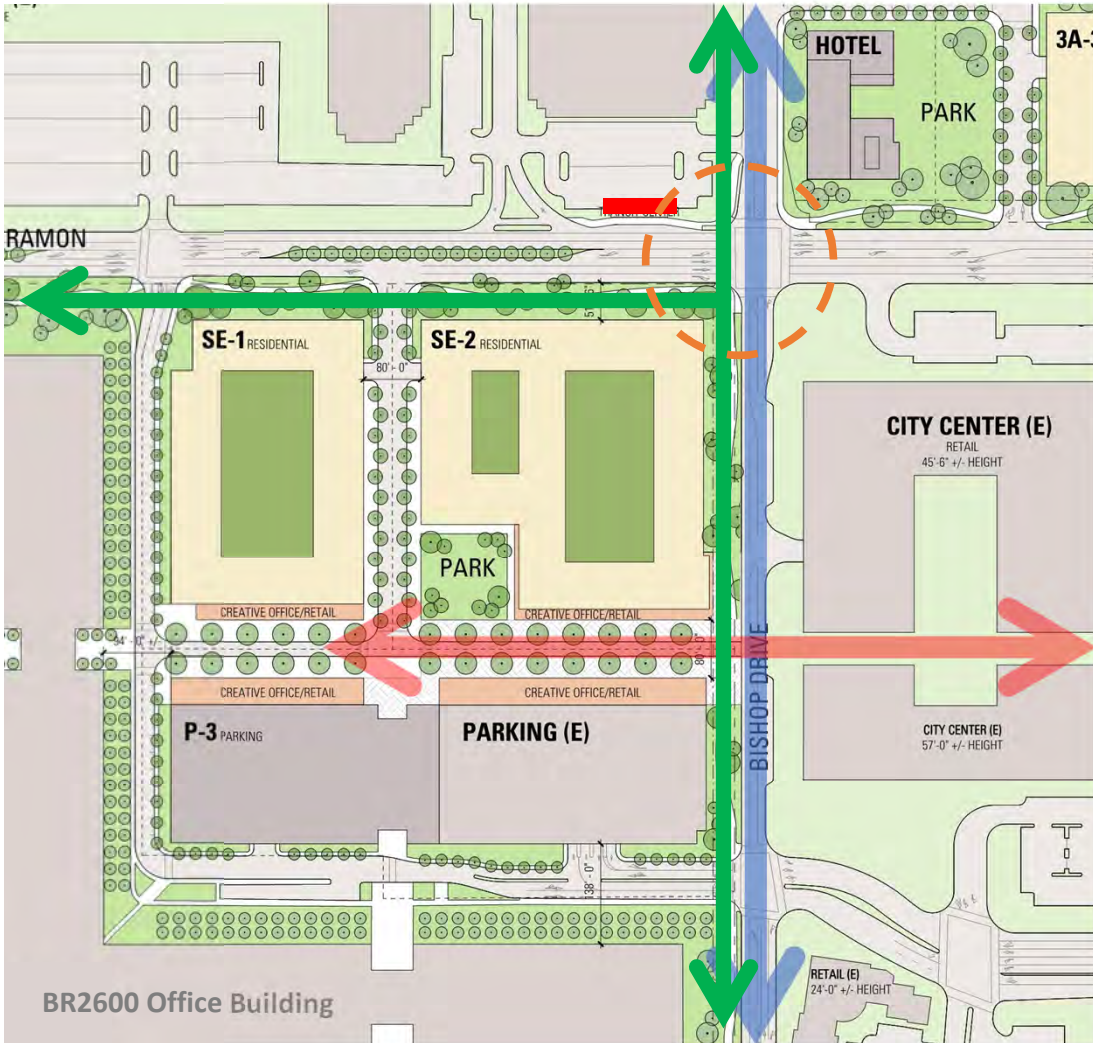 HOTEL
3A-3
PARK
RAMON
SE-1 RESIDENTIAL
SE-2 RESIDENTIAL
80'- 0"
CITY CENTER (E)
RETAIL
45'-6" +/- HEIGHT
PARK
CREATIVE OFFICE/RETAIL
CREATIVE OFFICE/RETAIL
80'- 0"
BISHOP DRIVE
CREATIVE OFFICE/RETAIL
CREATIVE OFFICE/RETAIL
P-3 PARKING
PARKING (E)
CITY CENTER (E)
57'-0" +/- HEIGHT
RETAIL (E)
24'-0" +/- HEIGHT
BR2600 Office Building